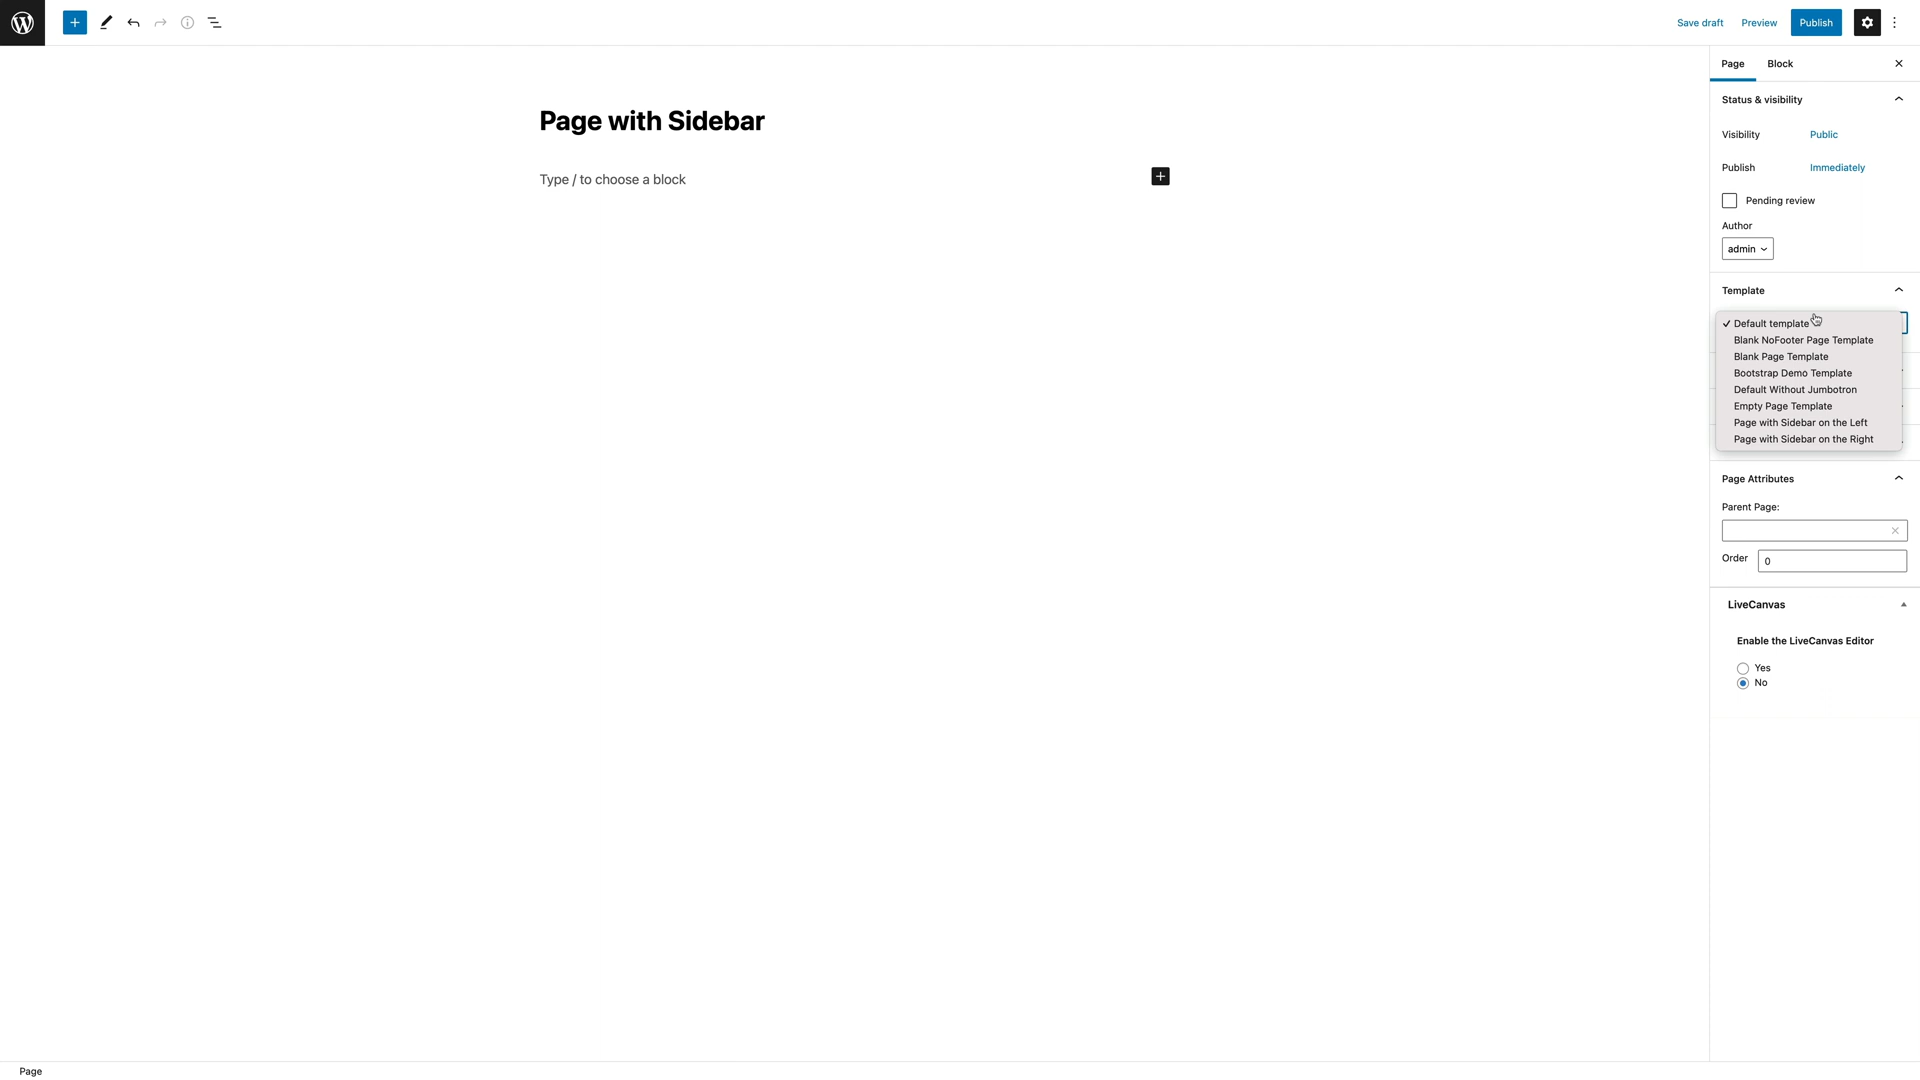 Save draft Preview Publish
Page Block
Page with Sidebar
Type / to choose a block
Status & visibility
Visibility Public
Publish Immediately
Pending review
Author
admin
Template
Default template
Blank NoFooter Page Template
Blank Page Template
Bootstrap Demo Template
Default Without Jumbotron
Empty Page Template
Page with Sidebar on the Left
Page with Sidebar on the Right
Page Attributes
Parent Page:
Order 0
LiveCanvas
Enable the LiveCanvas Editor
Yes
No
Page